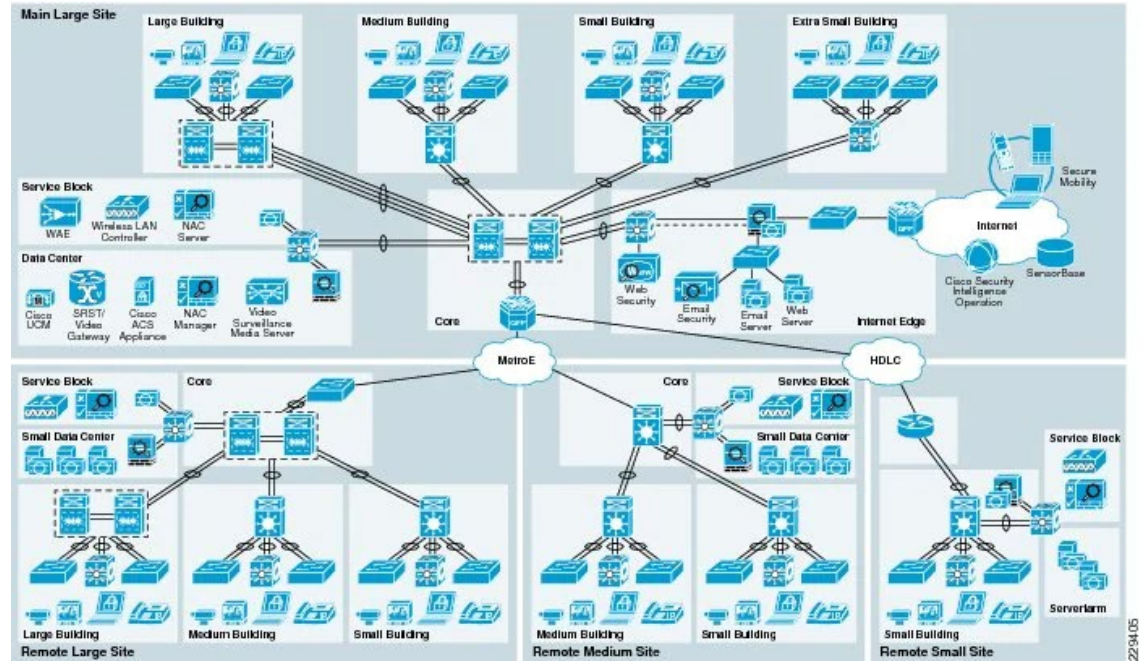 Main Large Site
Large Building
Medium Building
Small Building
Extra Small Building
Secure
Mobility
Service Block
WAE
Wireless LAN
Controller
NAC
Server
Data Center
Cisco
UCM
SRST/
Video
Gateway
Cisco
ACS
Appliance
NAC
Manager
Video
Surveillance
Media Server
Core
Web
Security
Email
Security
Email
Server
Web
Server
Internet Edge
Internet
Cisco Security
Intelligence
Operation
SensorBase
MetroE
HDLC
Service Block
Core
Small Data Center
Large Building
Medium Building
Small Building
Remote Large Site
Core
Service Block
Small Data Center
Medium Building
Small Building
Remote Medium Site
Service Block
Serverfarm
Small Building
Remote Small Site
229405